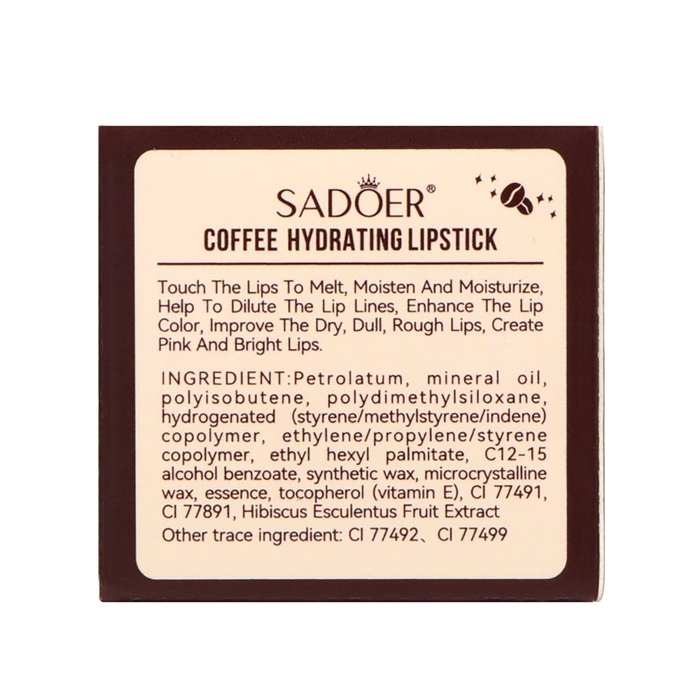 SADOER®
COFFEE HYDRATING LIPSTICK
Touch The Lips To Melt, Moisten And Moisturize,
Help To Dilute The Lip Lines, Enhance The Lip
Color, Improve The Dry, Dull, Rough Lips, Create
Pink And Bright Lips.
INGREDIENT:Petrolatum, mineral oil,
polyisobutene, polydimethylsiloxane,
hydrogenated (styrene/methylstyrene/indene)
copolymer, ethylene/propylene/styrene
copolymer, ethyl hexyl palmitate, C12-15
alcohol benzoate, synthetic wax, microcrystalline
wax, essence, tocopherol (vitamin E), CI 77491,
CI 77891, Hibiscus Esculentus Fruit Extract
Other trace ingredient: CI 77492、CI 77499